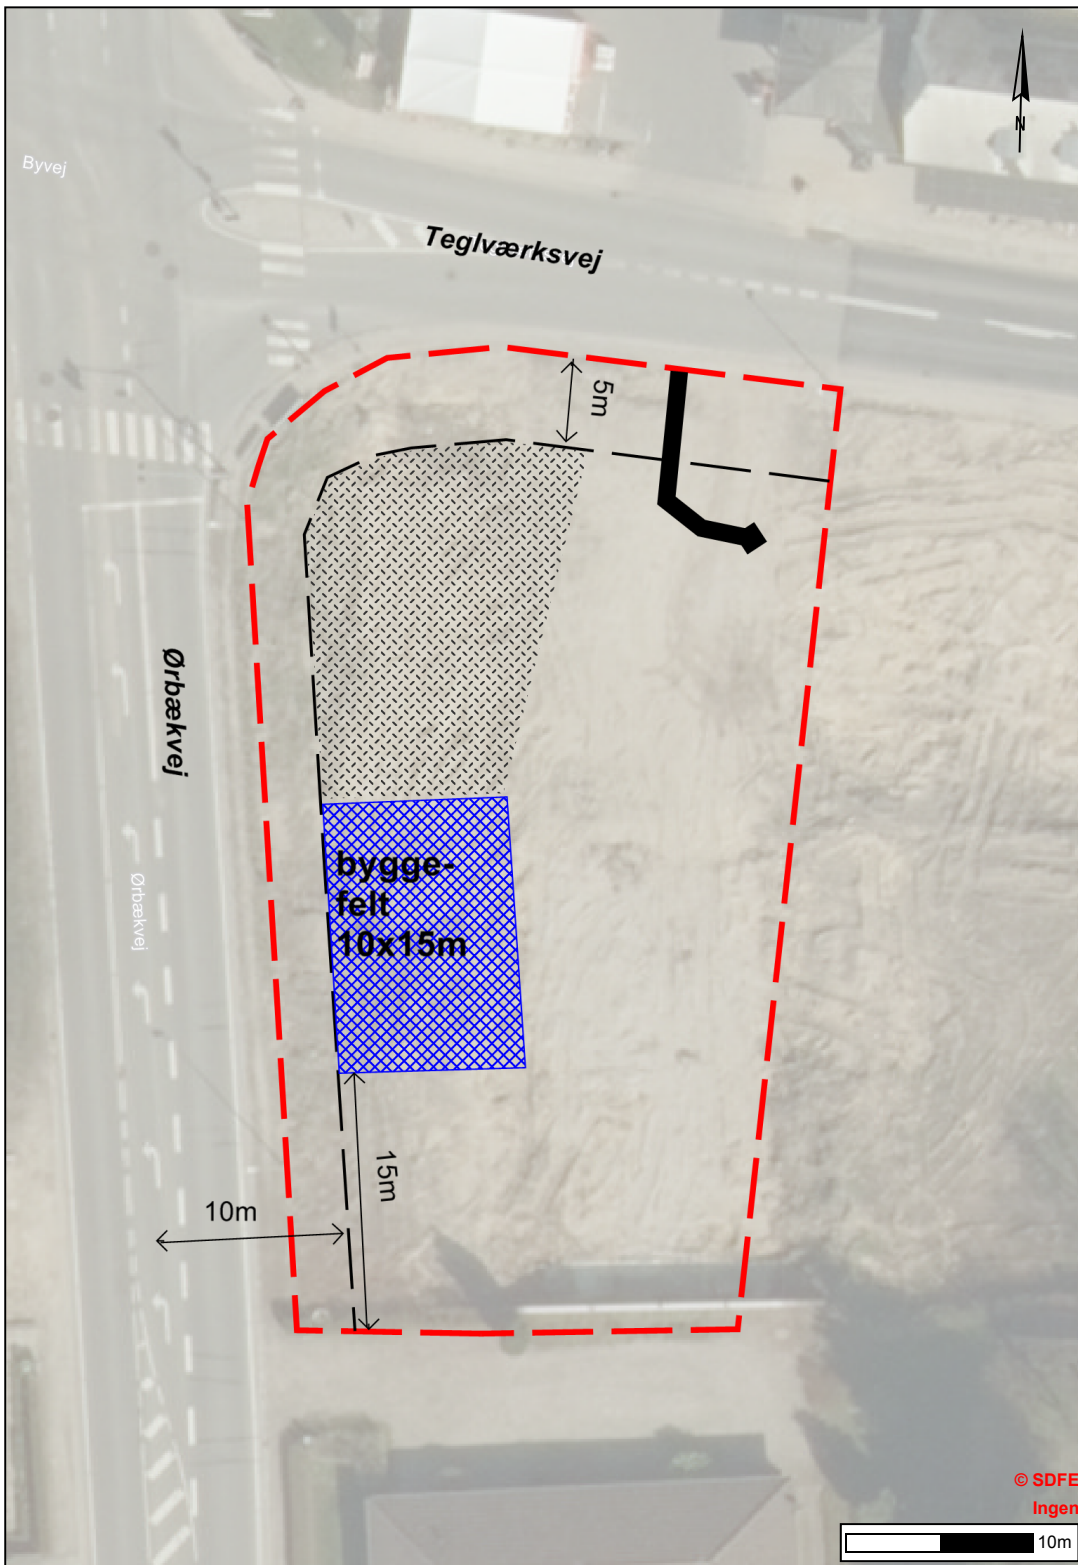 N
Byvej
Teglværksvej
5m
Ørbækvej
Ørbækvej
bygge-
felt
10x15m
15m
10m
© SDFE
Ingen
10m